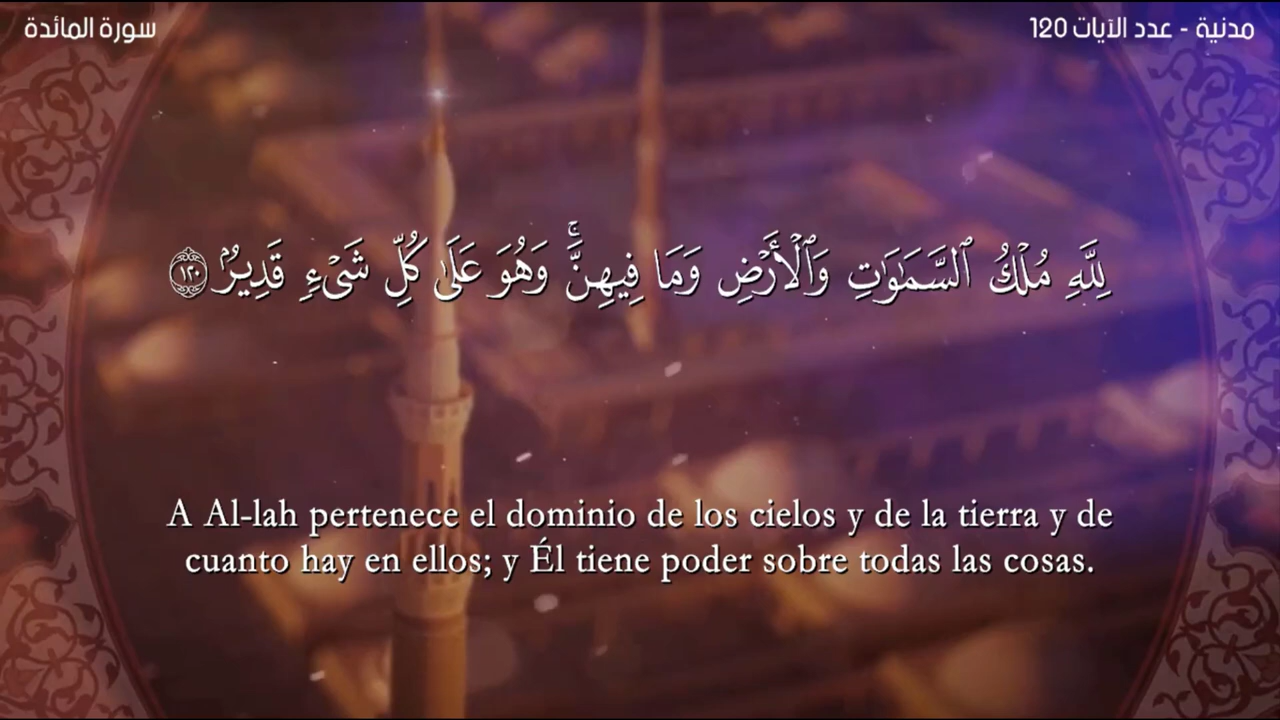 سورة المائدة
مدنية - عدد الآيات 120
لِلَّهِ مُلْكُ ٱلسَّمَٰوَٰتِ وَٱلْأَرْضِ وَمَا فِيهِنَّ ۚ وَهُوَ عَلَىٰ كُلِّ شَىْءٍ قَدِيرٌۢ ١٢٠
A Al-lah pertenece el dominio de los cielos y de la tierra y de
cuanto hay en ellos; y Él tiene poder sobre todas las cosas.